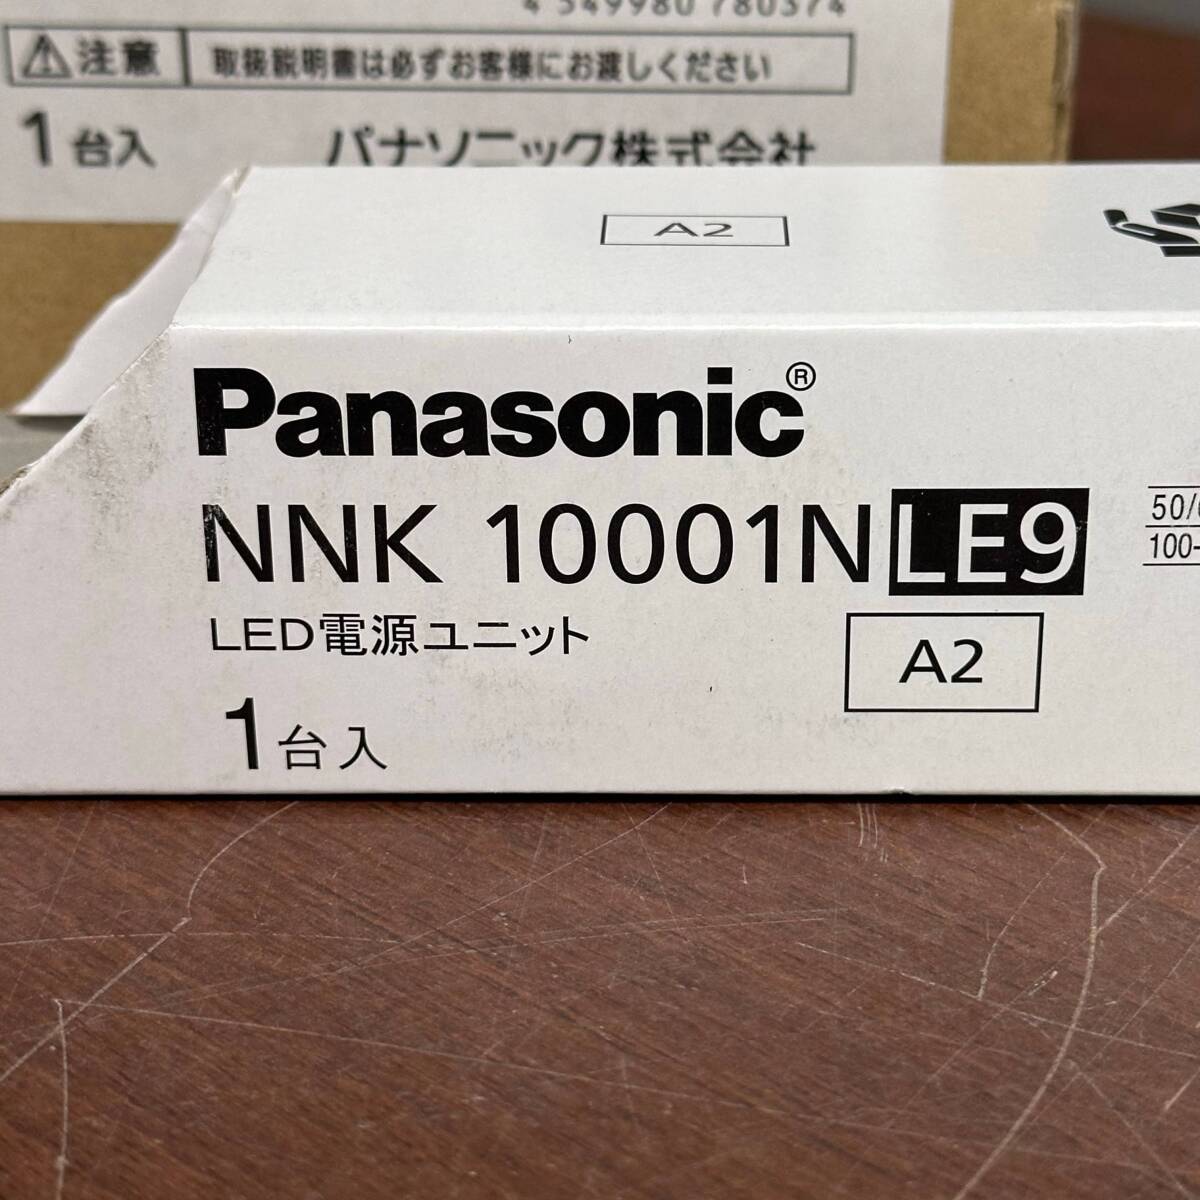 4 549980 780374
注意 取扱説明書は必ずお客様にお渡しください
1台入 パナソニック株式会社
A2
Panasonic®
NNK 10001N LE9
50/
100-
LED電源ユニット
A2
1台入